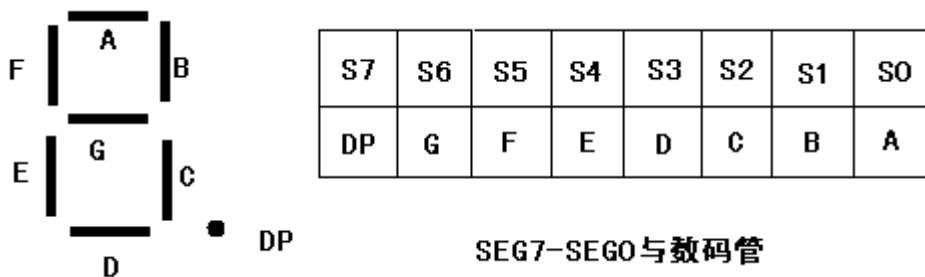 A
F
B
G
E
C
DP
D
S7 S6 S5 S4 S3 S2 S1 S0
DP G F E D C B A
SEG7-SEG0与数码管